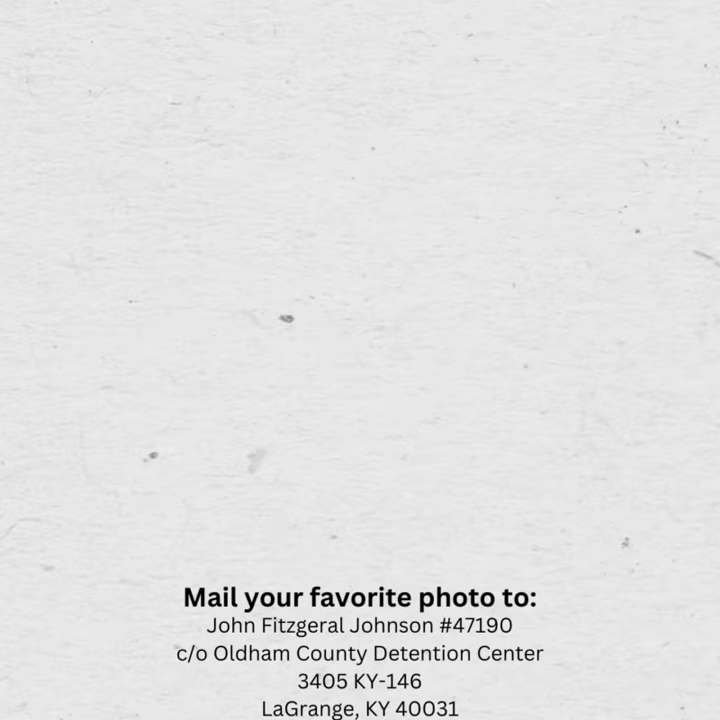 Mail your favorite photo to:
John Fitzgeral Johnson #47190
c/o Oldham County Detention Center
3405 KY-146
LaGrange, KY 40031